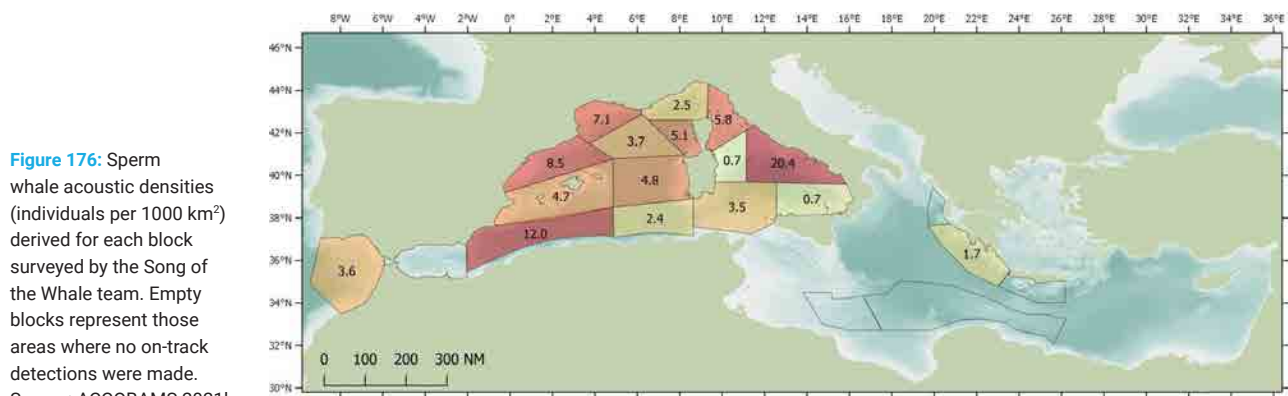 8°W 6°W 4°W 2°W 0° 2°E 4°E 6°E 8°E 10°E 12°E 14°E 16°E 18°E 20°E 22°E 24°E 26°E 28°E 30°E 32°E 34°E 36°E
46°N
44°N
42°N
40°N
38°N
36°N
34°N
32°N
30°N
2.5
7.1
5.8
5.1
3.7
8.5
0.7
20.4
4.8
4.7
0.7
3.5
2.4
12.0
1.7
3.6
0 100 200 300 NM
Figure 176: Sperm
whale acoustic densities
(individuals per 1000 km²)
derived for each block
surveyed by the Song of
the Whale team. Empty
blocks represent those
areas where no on-track
detections were made.